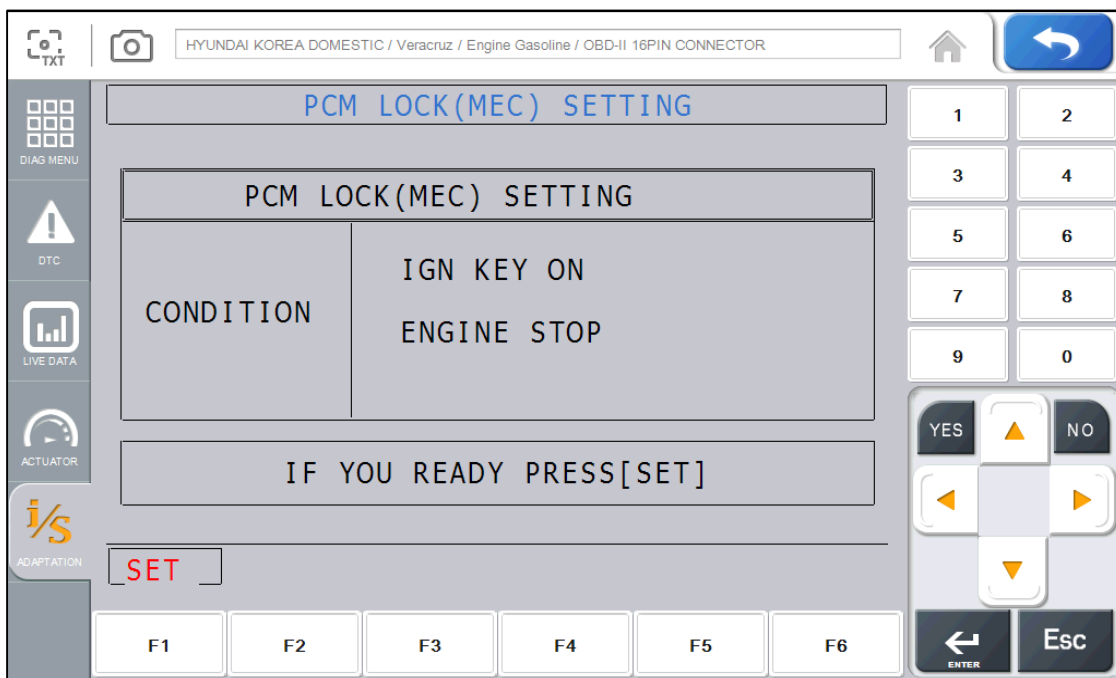 TXT
HYUNDAI KOREA DOMESTIC / Veracruz / Engine Gasoline / OBD-II 16PIN CONNECTOR
DIAG MENU
DTC
LIVE DATA
ACTUATOR
i/S
ADAPTATION
PCM LOCK(MEC) SETTING
PCM LOCK(MEC) SETTING
CONDITION
IGN KEY ON
ENGINE STOP
IF YOU READY PRESS[SET]
SET
F1 F2 F3 F4 F5 F6
1 2
3 4
5 6
7 8
9 0
YES NO
ENTER
Esc